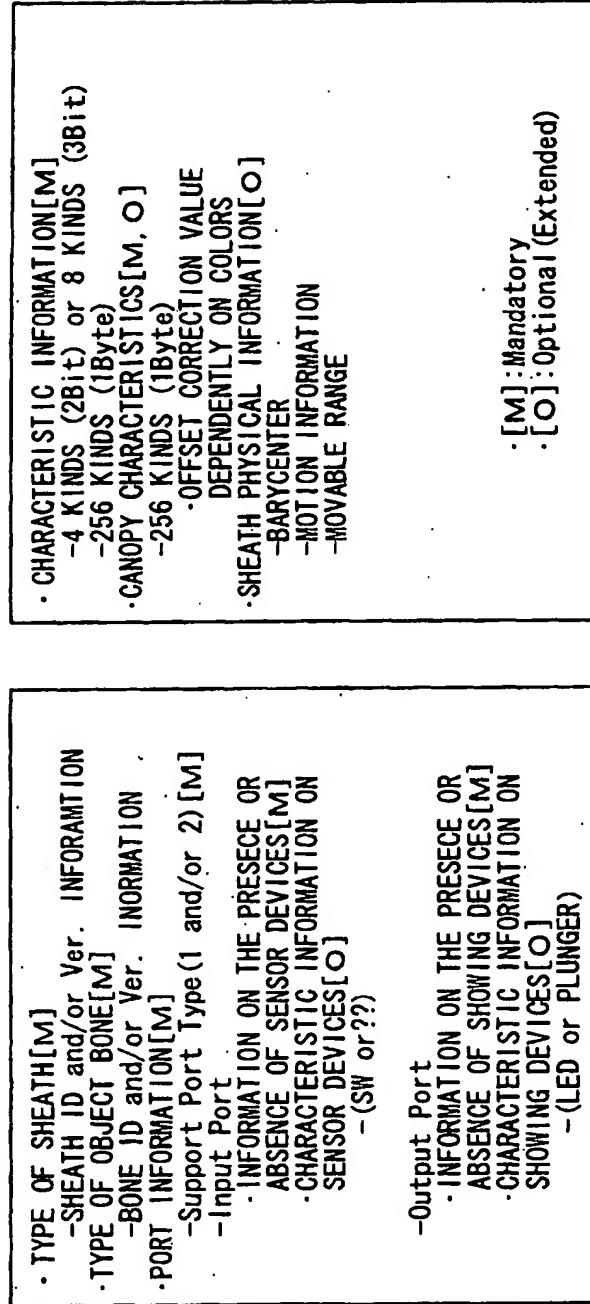 · TYPE OF SHEATH[M]
-SHEATH ID and/or Ver. INFORAMTION
·TYPE OF OBJECT BONE[M]
-BONE ID and/or Ver. INORMATION
·PORT INFORMATION[M]
-Support Port Type(1 and/or 2)[M]
-Input Port
·INFORMATION ON THE PRESECE OR
ABSENCE OF SENSOR DEVICES[M]
·CHARACTERISTIC INFORMATION ON
SENSOR DEVICES[O]
-(SW or??)
-Output Port
·INFORMATION ON THE PRESECE OR
ABSENCE OF SHOWING DEVICES[M]
·CHARACTERISTIC INFORMATION ON
SHOWING DEVICES[O]
-(LED or PLUNGER)
· CHARACTERISTIC INFORMATION[M]
-4 KINDS (2Bit) or 8 KINDS (3Bit)
-256 KINDS (1Byte)
·CANOPY CHARACTERISTICS[M, O]
-256 KINDS (1Byte)
·OFFSET CORRECTION VALUE
DEPENDENTLY ON COLORS
·SHEATH PHYSICAL INFORMATION[O]
-BARYCENTER
-MOTION INFORMATION
-MOVABLE RANGE
·[M]:Mandatory
·[O]:Optional(Extended)